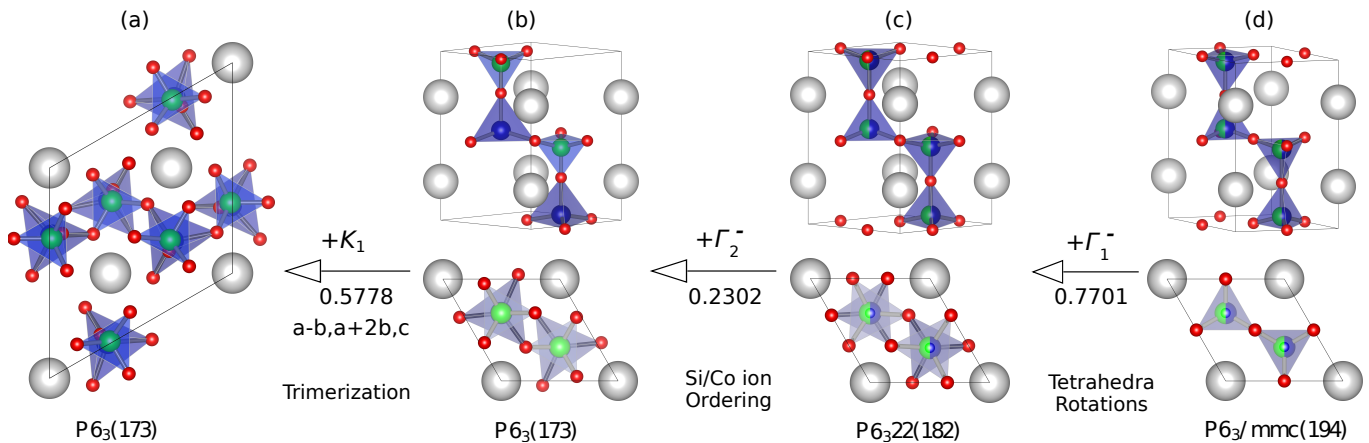 (a)
(b)
(c)
(d)
+K₁
0.5778
a-b,a+2b,c
Trimerization
+Γ₂⁻
0.2302
Si/Co ion
Ordering
+Γ₁⁻
0.7701
Tetrahedra
Rotations
P6₃(173)
P6₃(173)
P6₃22(182)
P6₃/mmc(194)